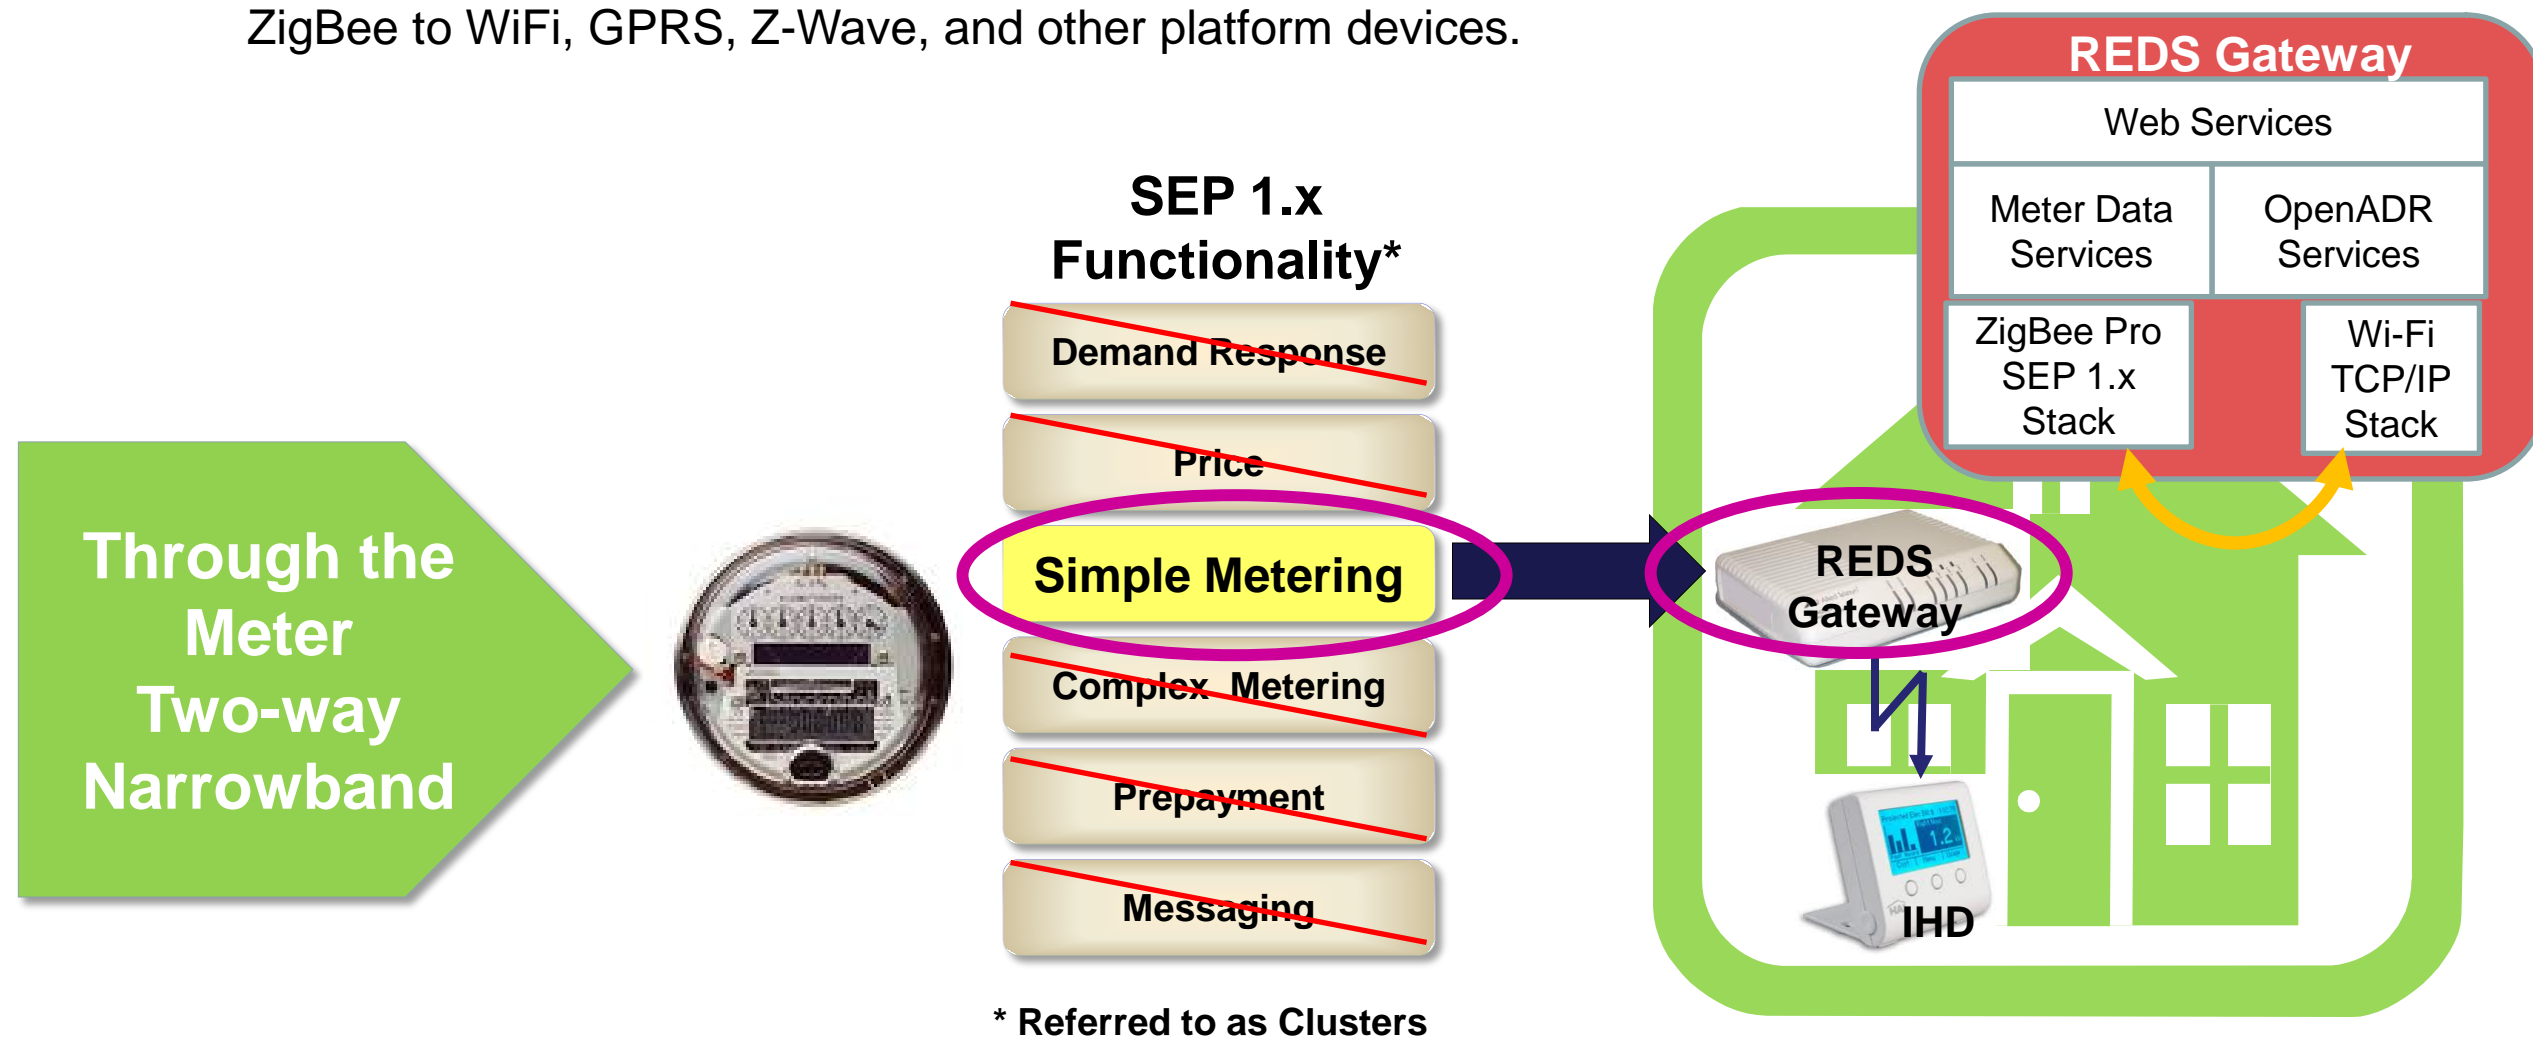 ZigBee to WiFi, GPRS, Z-Wave, and other platform devices.
REDS Gateway
Web Services
Meter Data
Services
OpenADR
Services
ZigBee Pro
SEP 1.x
Stack
Wi-Fi
TCP/IP
Stack
SEP 1.x
Functionality*
Demand Response
Price
Simple Metering
Complex Metering
Prepayment
Messaging
* Referred to as Clusters
Through the
Meter
Two-way
Narrowband
REDS
Gateway
1.2
IHD